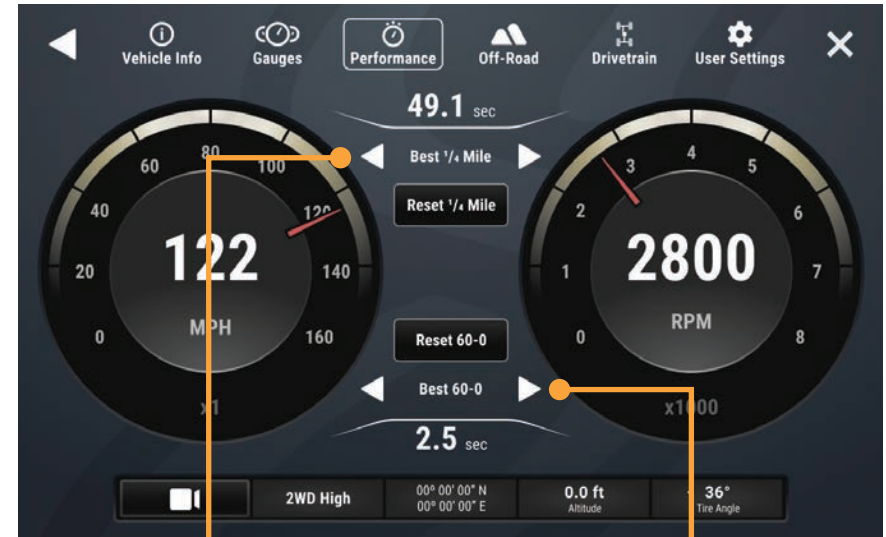 Vehicle Info Gauges Performance Off-Road Drivetrain User Settings
49.1 sec
Best 1/4 Mile
Reset 1/4 Mile
0 20 40 60 80 100 120 140 160
122
MPH
x1
0 1 2 3 4 5 6 7 8
2800
RPM
x1000
Reset 60-0
Best 60-0
2.5 sec
2WD High
00º 00' 00" N
00º 00' 00" E
0.0 ft
Altitude
36°
Tire Angle